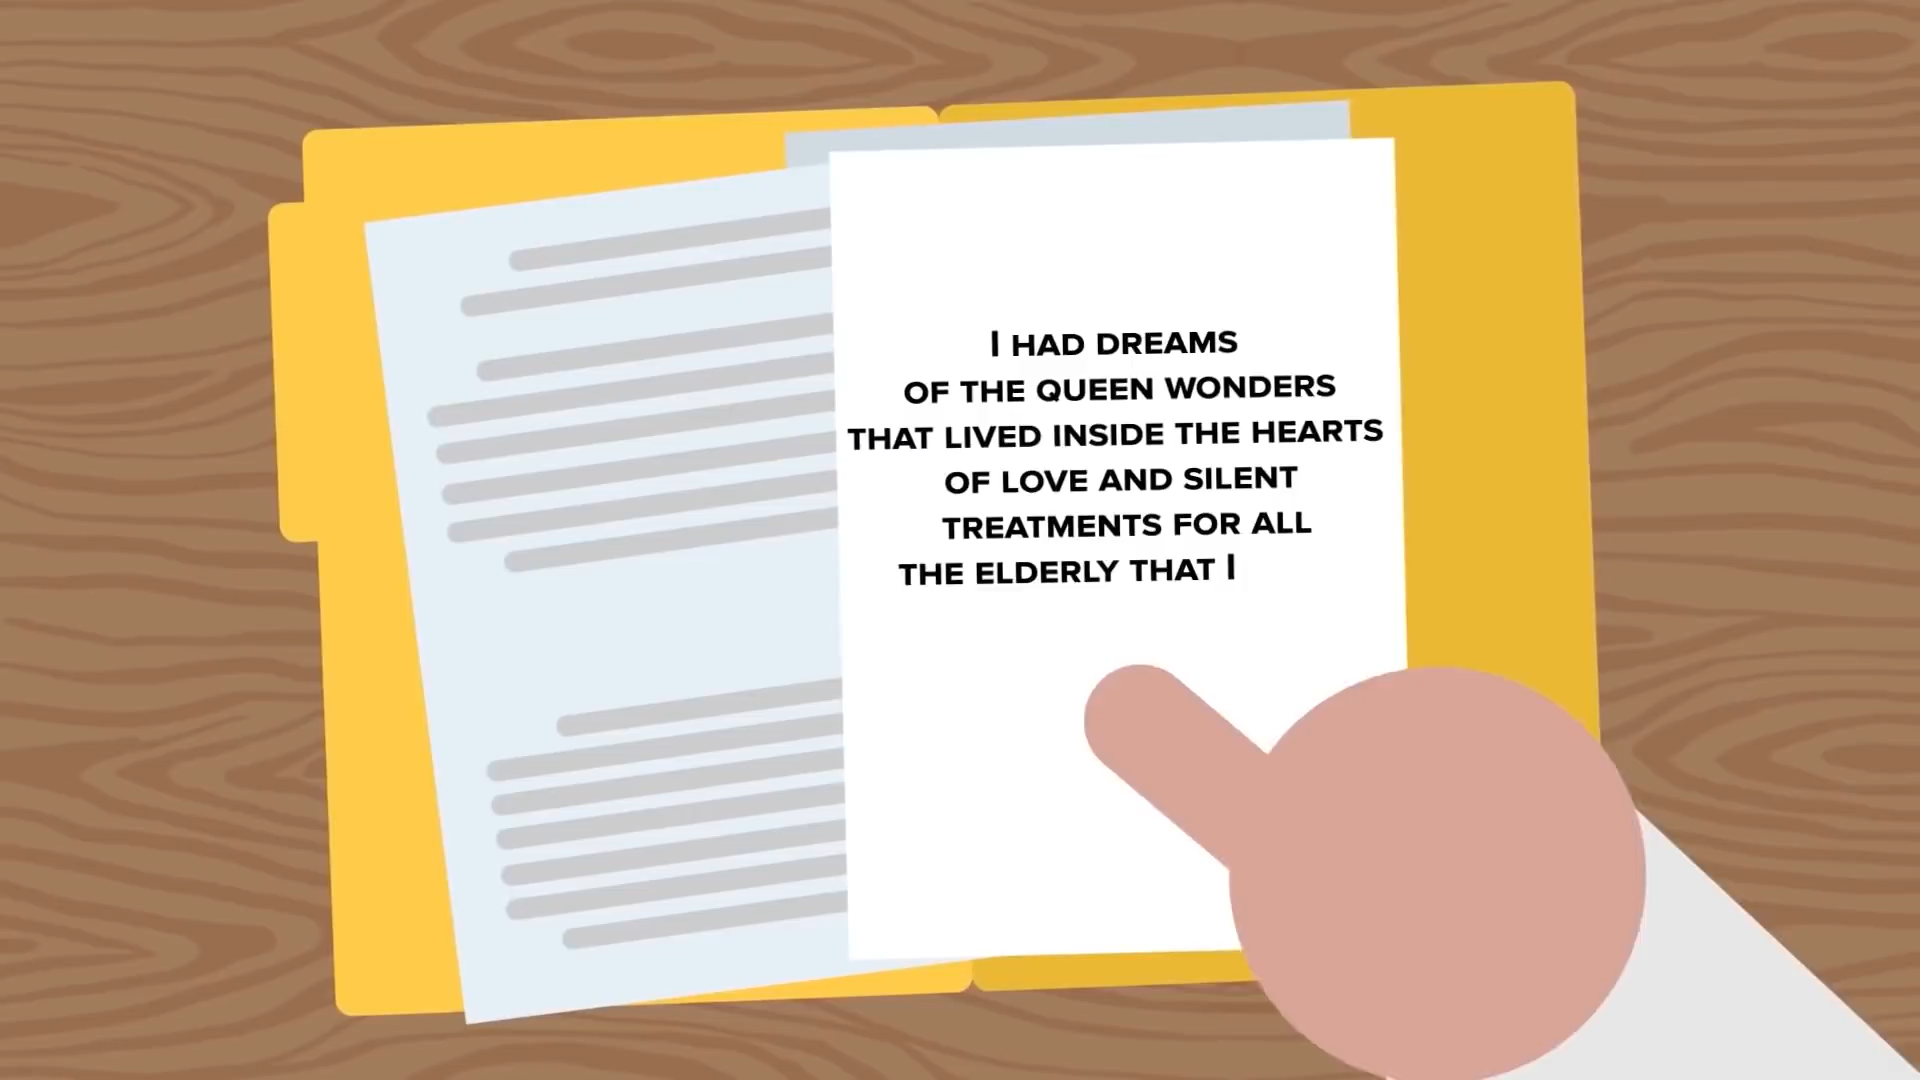 I HAD DREAMS
OF THE QUEEN WONDERS
THAT LIVED INSIDE THE HEARTS
OF LOVE AND SILENT
TREATMENTS FOR ALL
THE ELDERLY THAT I